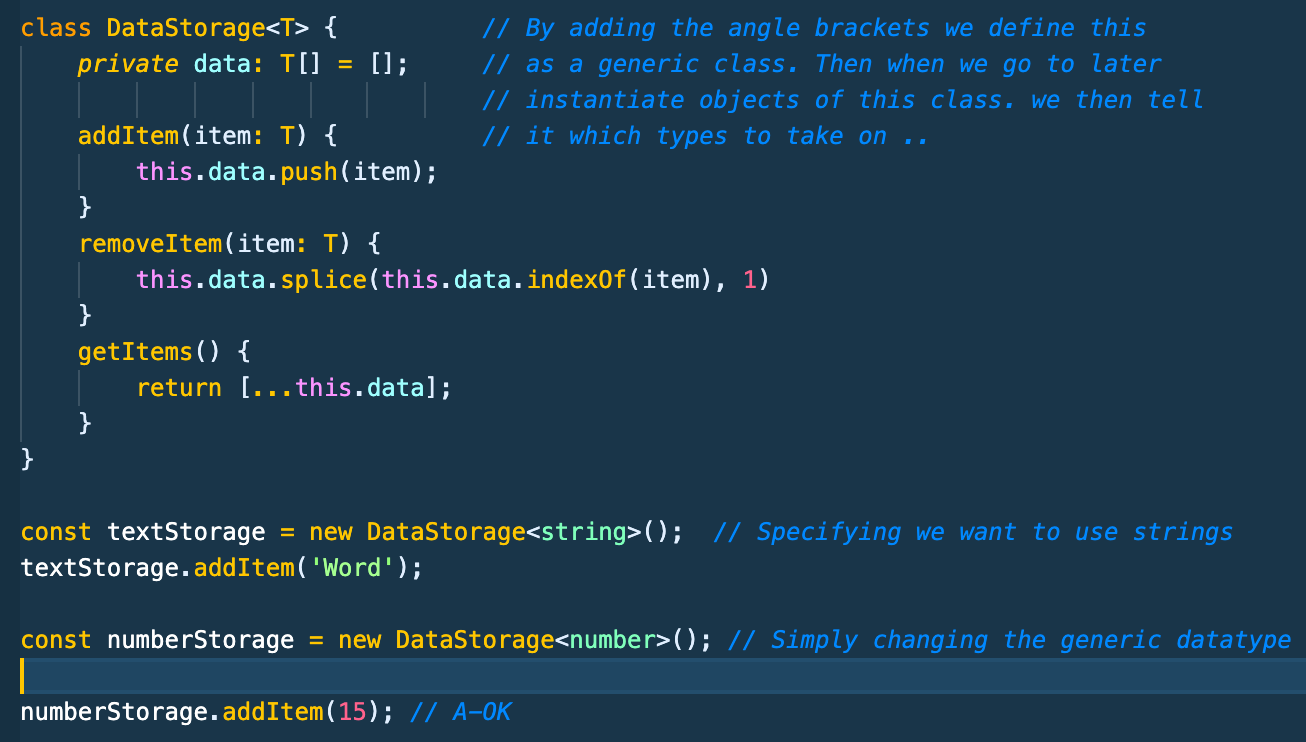 class DataStorage<T> {          // By adding the angle brackets we define this
    private data: T[] = [];     // as a generic class. Then when we go to later
                                // instantiate objects of this class. we then tell
    addItem(item: T) {          // it which types to take on ..
        this.data.push(item);
    }
    removeItem(item: T) {
        this.data.splice(this.data.indexOf(item), 1)
    }
    getItems() {
        return [...this.data];
    }
}

const textStorage = new DataStorage<string>();  // Specifying we want to use strings
textStorage.addItem('Word');

const numberStorage = new DataStorage<number>(); // Simply changing the generic datatype

numberStorage.addItem(15); // A-OK